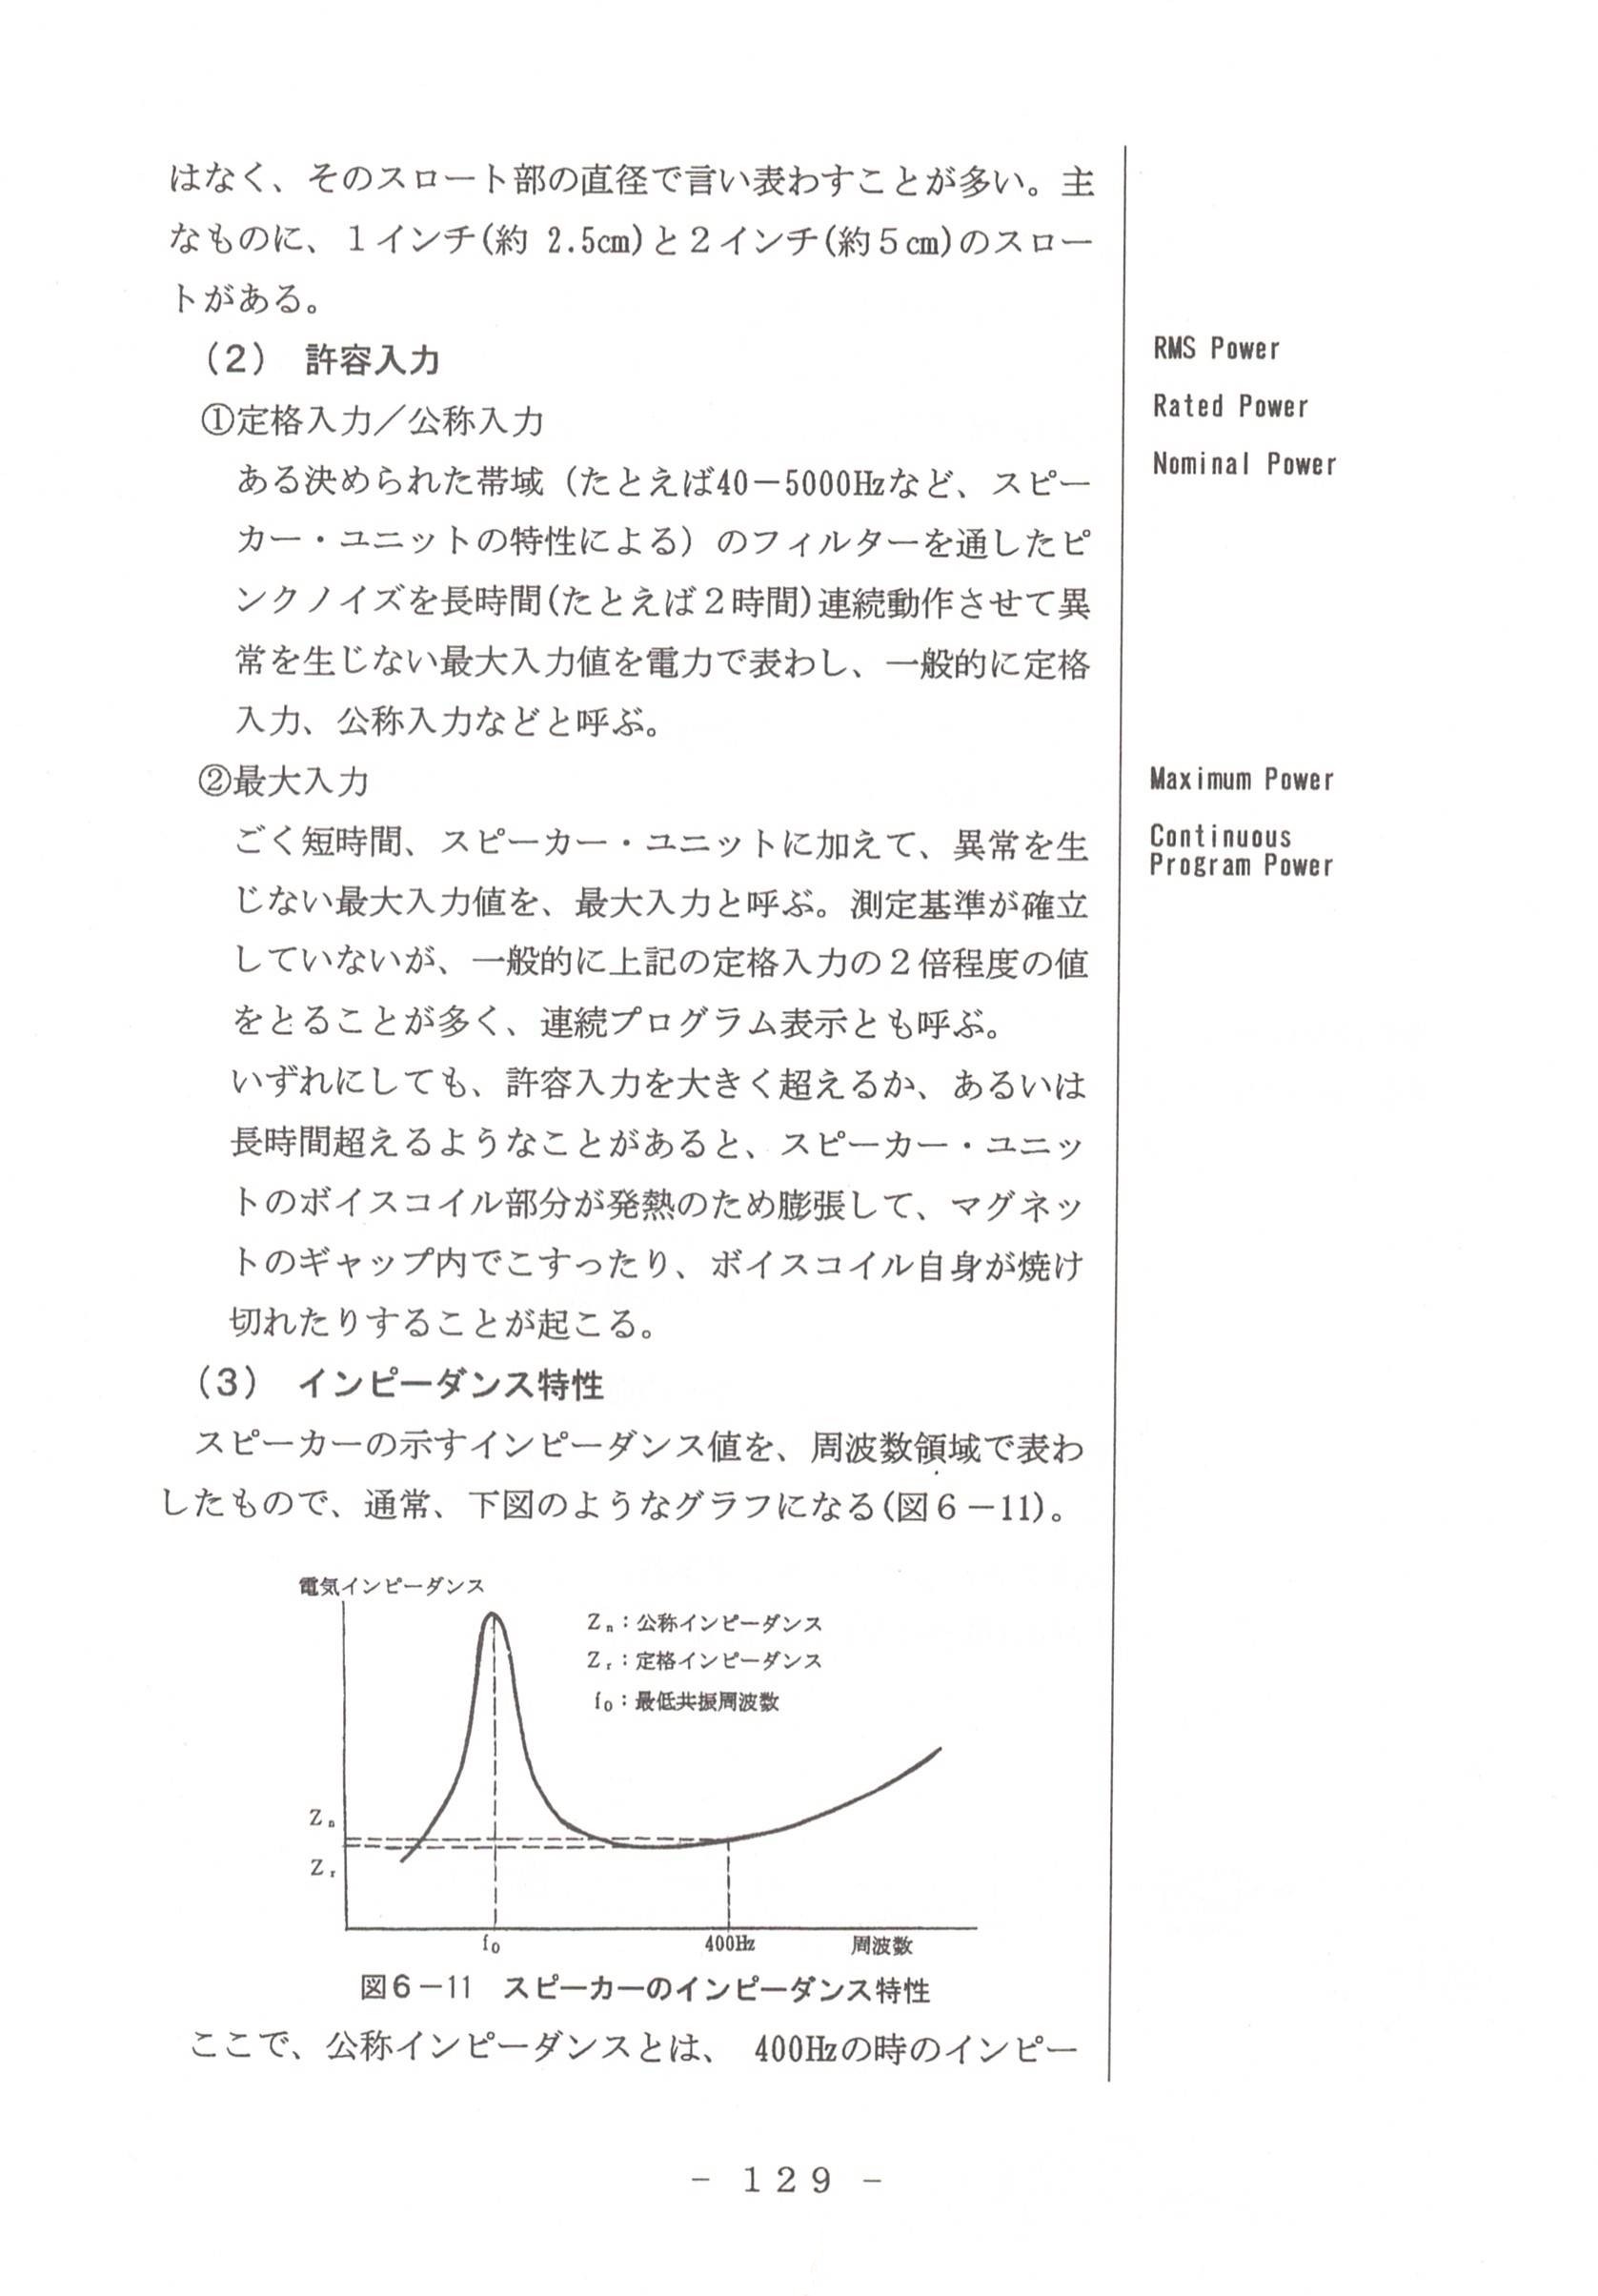 はなく、そのスロート部の直径で言い表わすことが多い。主
なものに、１インチ(約 2.5cm)と２インチ(約５cm)のスロー
トがある。
（2） 許容入力
①定格入力／公称入力
ある決められた帯域（たとえば40－5000Hzなど、スピー
カー・ユニットの特性による）のフィルターを通したピ
ンクノイズを長時間(たとえば２時間)連続動作させて異
常を生じない最大入力値を電力で表わし、一般的に定格
入力、公称入力などと呼ぶ。
②最大入力
ごく短時間、スピーカー・ユニットに加えて、異常を生
じない最大入力値を、最大入力と呼ぶ。測定基準が確立
していないが、一般的に上記の定格入力の２倍程度の値
をとることが多く、連続プログラム表示とも呼ぶ。
いずれにしても、許容入力を大きく超えるか、あるいは
長時間超えるようなことがあると、スピーカー・ユニッ
トのボイスコイル部分が発熱のため膨張して、マグネッ
トのギャップ内でこすったり、ボイスコイル自身が焼け
切れたりすることが起こる。
（3） インピーダンス特性
スピーカーの示すインピーダンス値を、周波数領域で表わ
したもので、通常、下図のようなグラフになる(図６－11)。
電気インピーダンス
Zn：公称インピーダンス
Zr：定格インピーダンス
f0：最低共振周波数
Zn
Zr
f0 400Hz 周波数
図６－11 スピーカーのインピーダンス特性
ここで、公称インピーダンスとは、 400Hzの時のインピー
RMS Power
Rated Power
Nominal Power
Maximum Power
Continuous
Program Power
－ 129 －